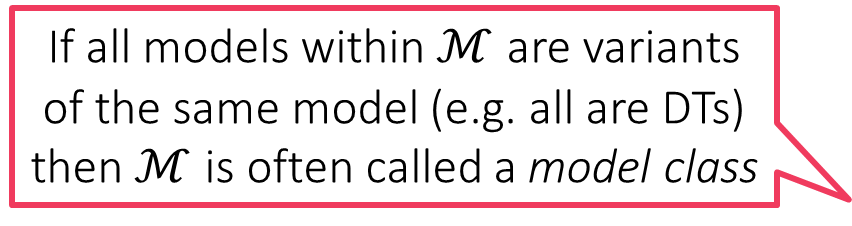 If all models within ℳ are variants
of the same model (e.g. all are DTs)
then ℳ is often called a model class